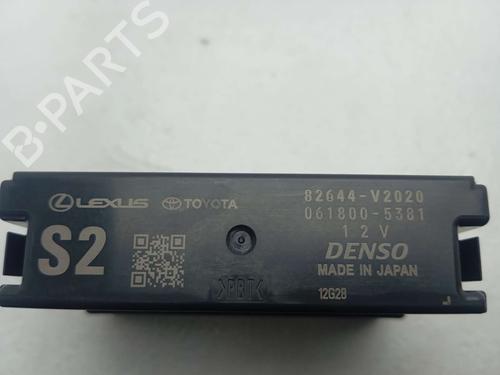 B-PARTS
LEXUS TOYOTA
82644-V2020
061800-5381
12V
S2
DENSO
MADE IN JAPAN
>PBT<
12G28